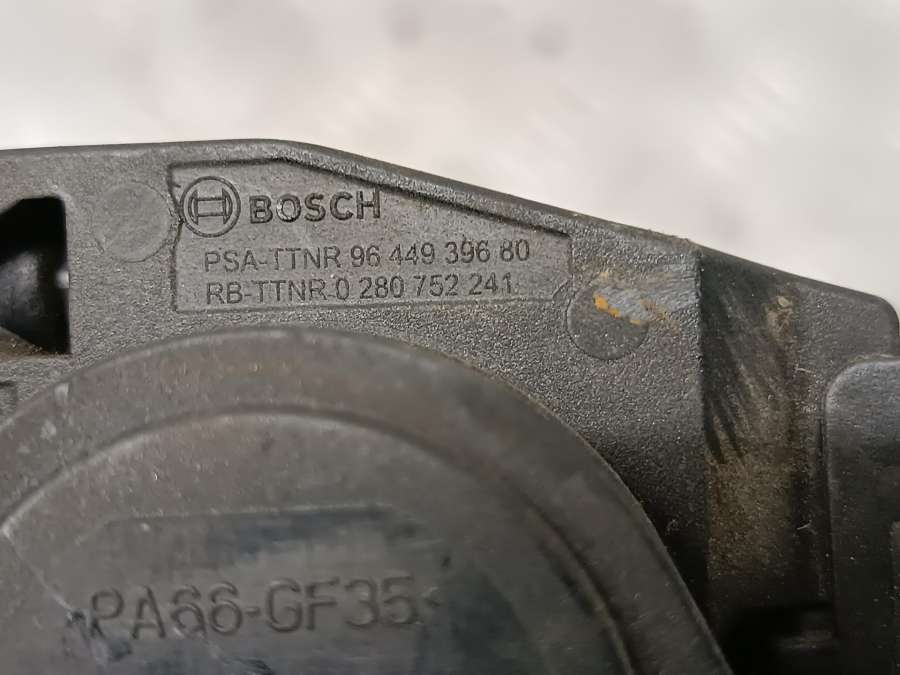 BOSCH
PSA-TTNR 96 449 396 80
RB-TTNR 0 280 752 241
PA66-GF35